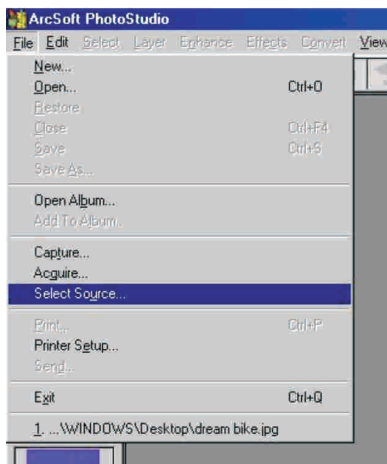 ArcSoft PhotoStudio
File Edit Select Layer Enhance Effects Convert View
New...
Open... Ctrl+O
Restore
Close Ctrl+F4
Save Ctrl+S
Save As...
Open Album...
Add To Album...
Capture...
Acquire...
Select Source...
Print... Ctrl+P
Printer Setup...
Send...
Exit Ctrl+Q
1. ...\WINDOWS\Desktop\dream bike.jpg